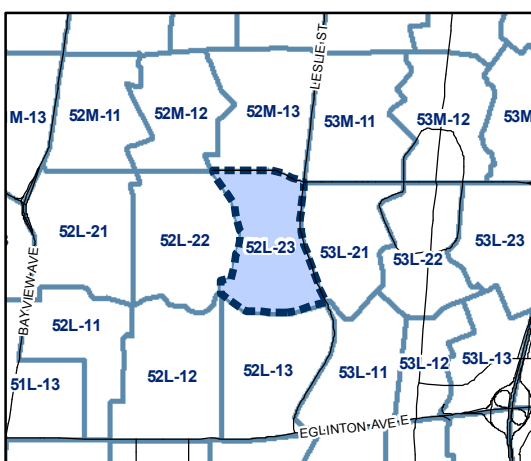 LESLIE ST
M-13
52M-11
52M-12
52M-13
53M-11
53M-12
53M
52L-21
52L-22
52L-23
53L-21
53L-22
53L-23
BAYVIEW AVE
52L-11
51L-13
52L-12
52L-13
53L-11
53L-12
53L-13
EGLINTON AVE E